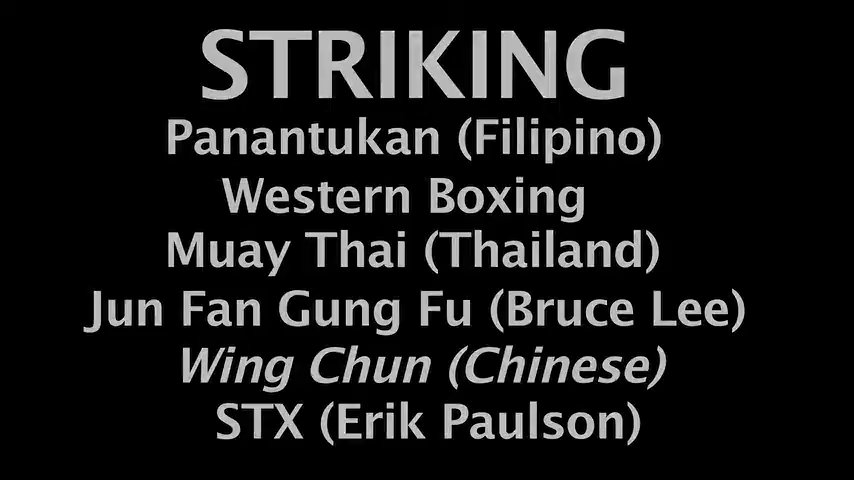 STRIKING
Panantukan (Filipino)
Western Boxing
Muay Thai (Thailand)
Jun Fan Gung Fu (Bruce Lee)
Wing Chun (Chinese)
STX (Erik Paulson)